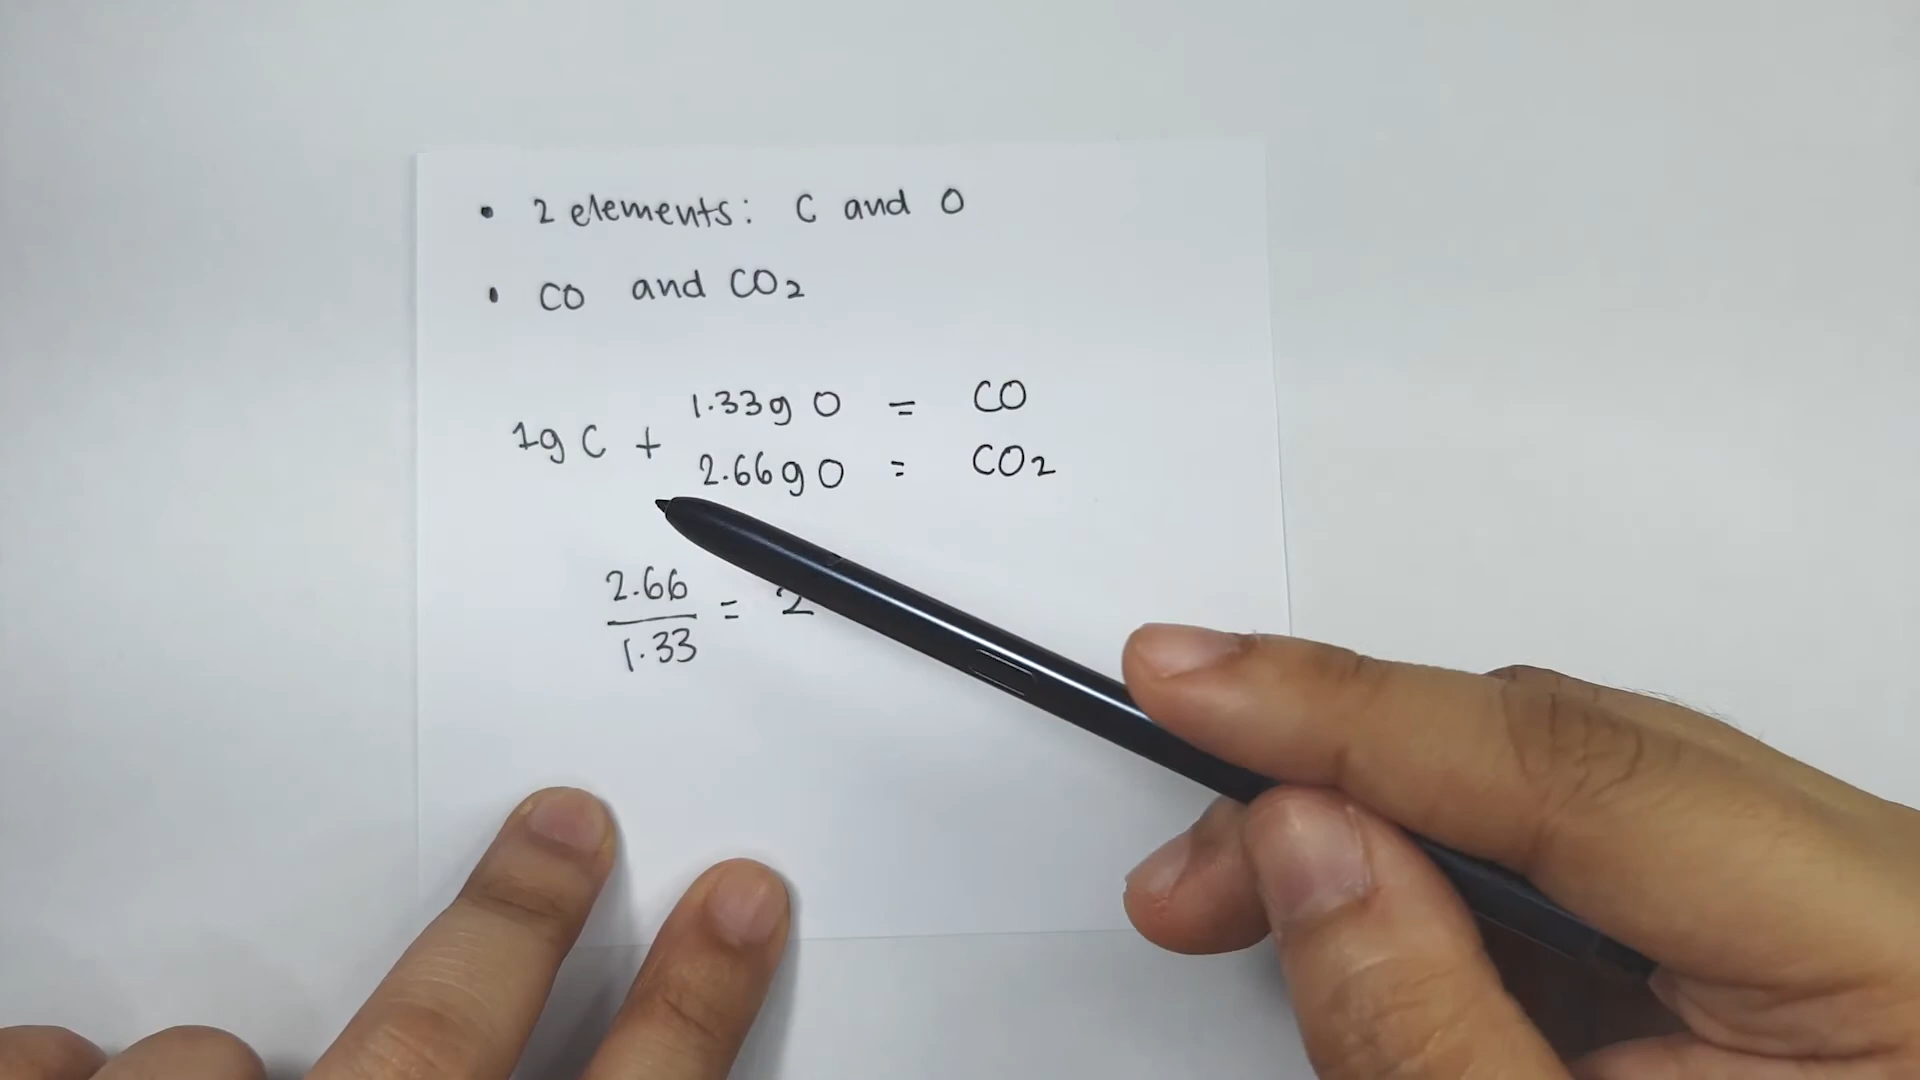 • 2 elements: C and O
• CO and CO₂
1g C + 1.33g O = CO
2.66g O = CO₂
2.66
1.33 = 2